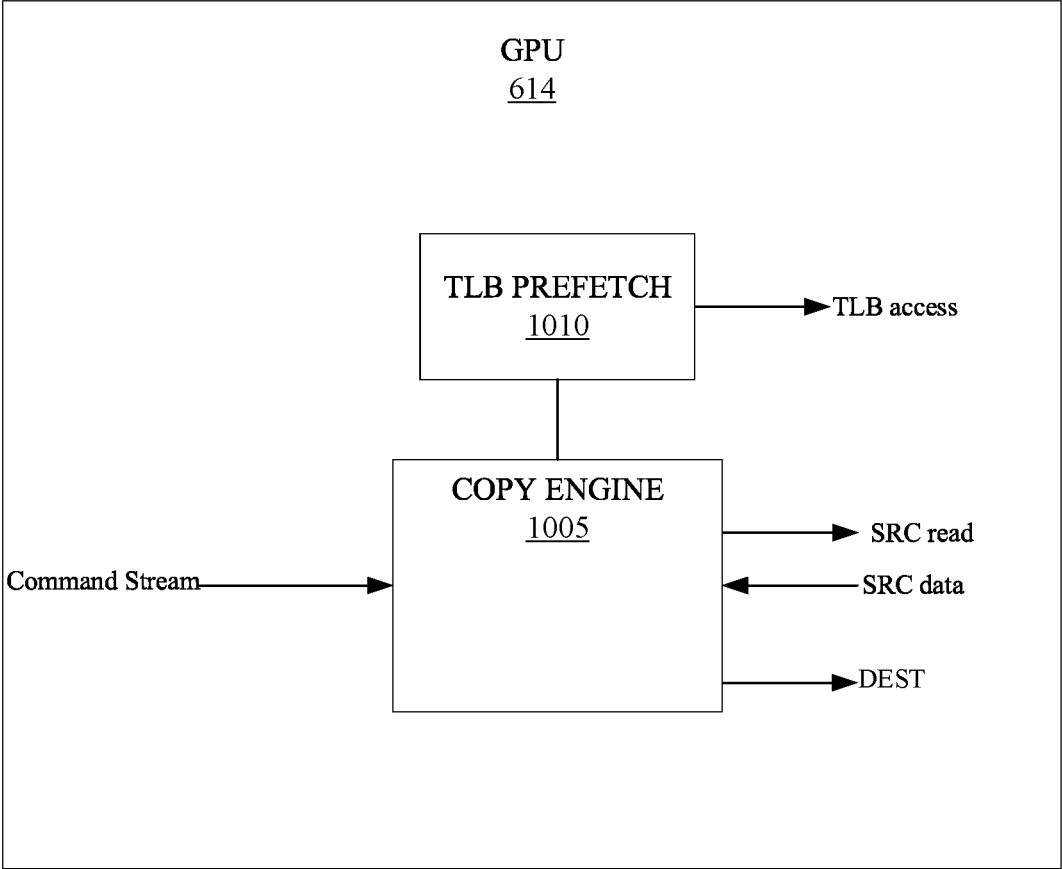 GPU
614
TLB PREFETCH
1010
TLB access
COPY ENGINE
1005
SRC read
Command Stream
SRC data
DEST